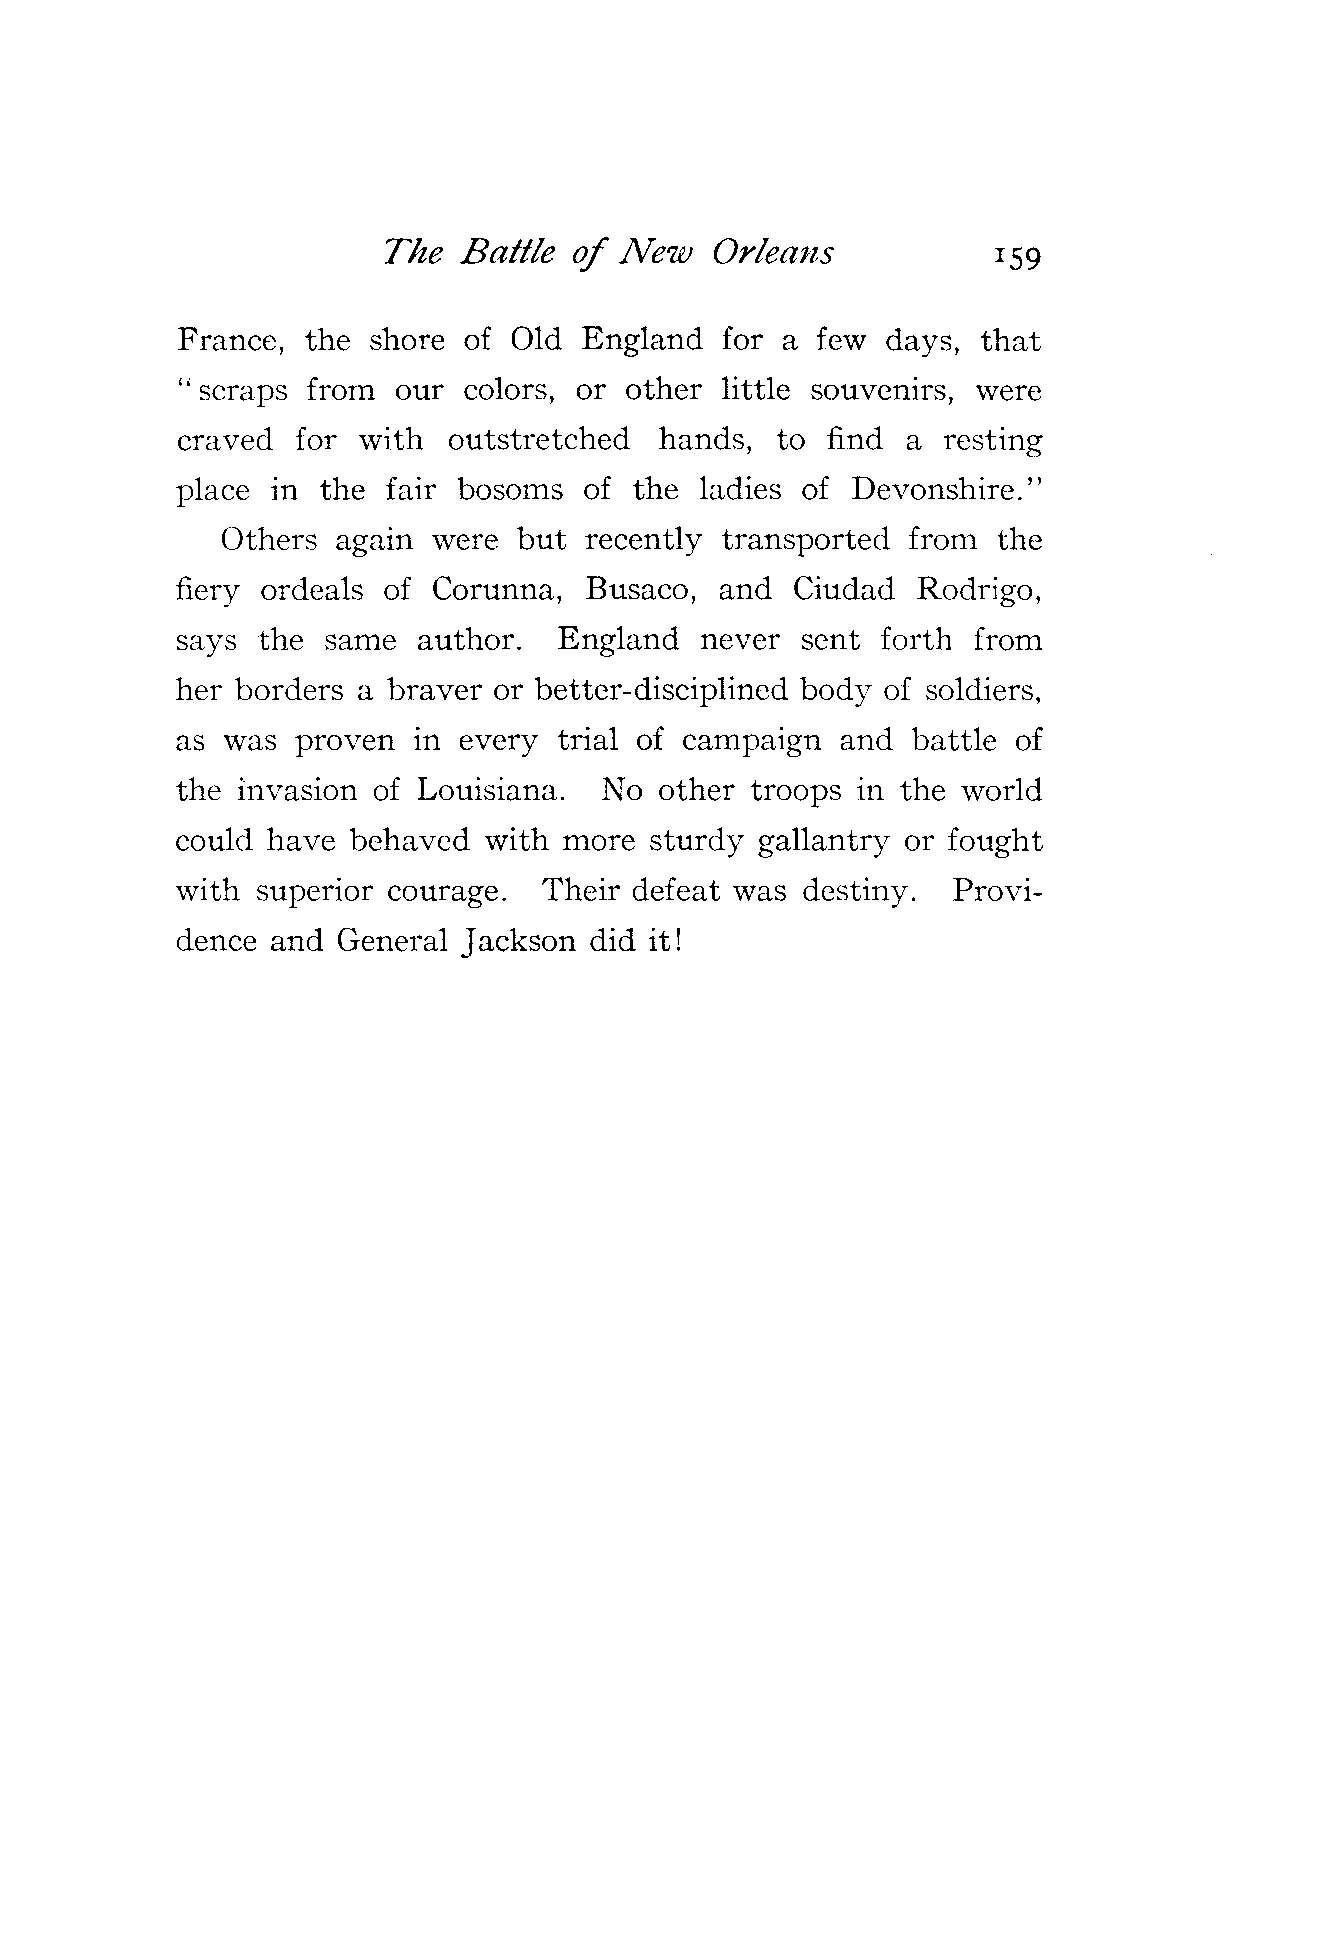 The Battle of New Orleans 159
France, the shore of Old England for a few days, that
"scraps from our colors, or other little souvenirs, were
craved for with outstretched hands, to find a resting
place in the fair bosoms of the ladies of Devonshire."
Others again were but recently transported from the
fiery ordeals of Corunna, Busaco, and Ciudad Rodrigo,
says the same author. England never sent forth from
her borders a braver or better-disciplined body of soldiers,
as was proven in every trial of campaign and battle of
the invasion of Louisiana. No other troops in the world
could have behaved with more sturdy gallantry or fought
with superior courage. Their defeat was destiny. Provi-
dence and General Jackson did it!